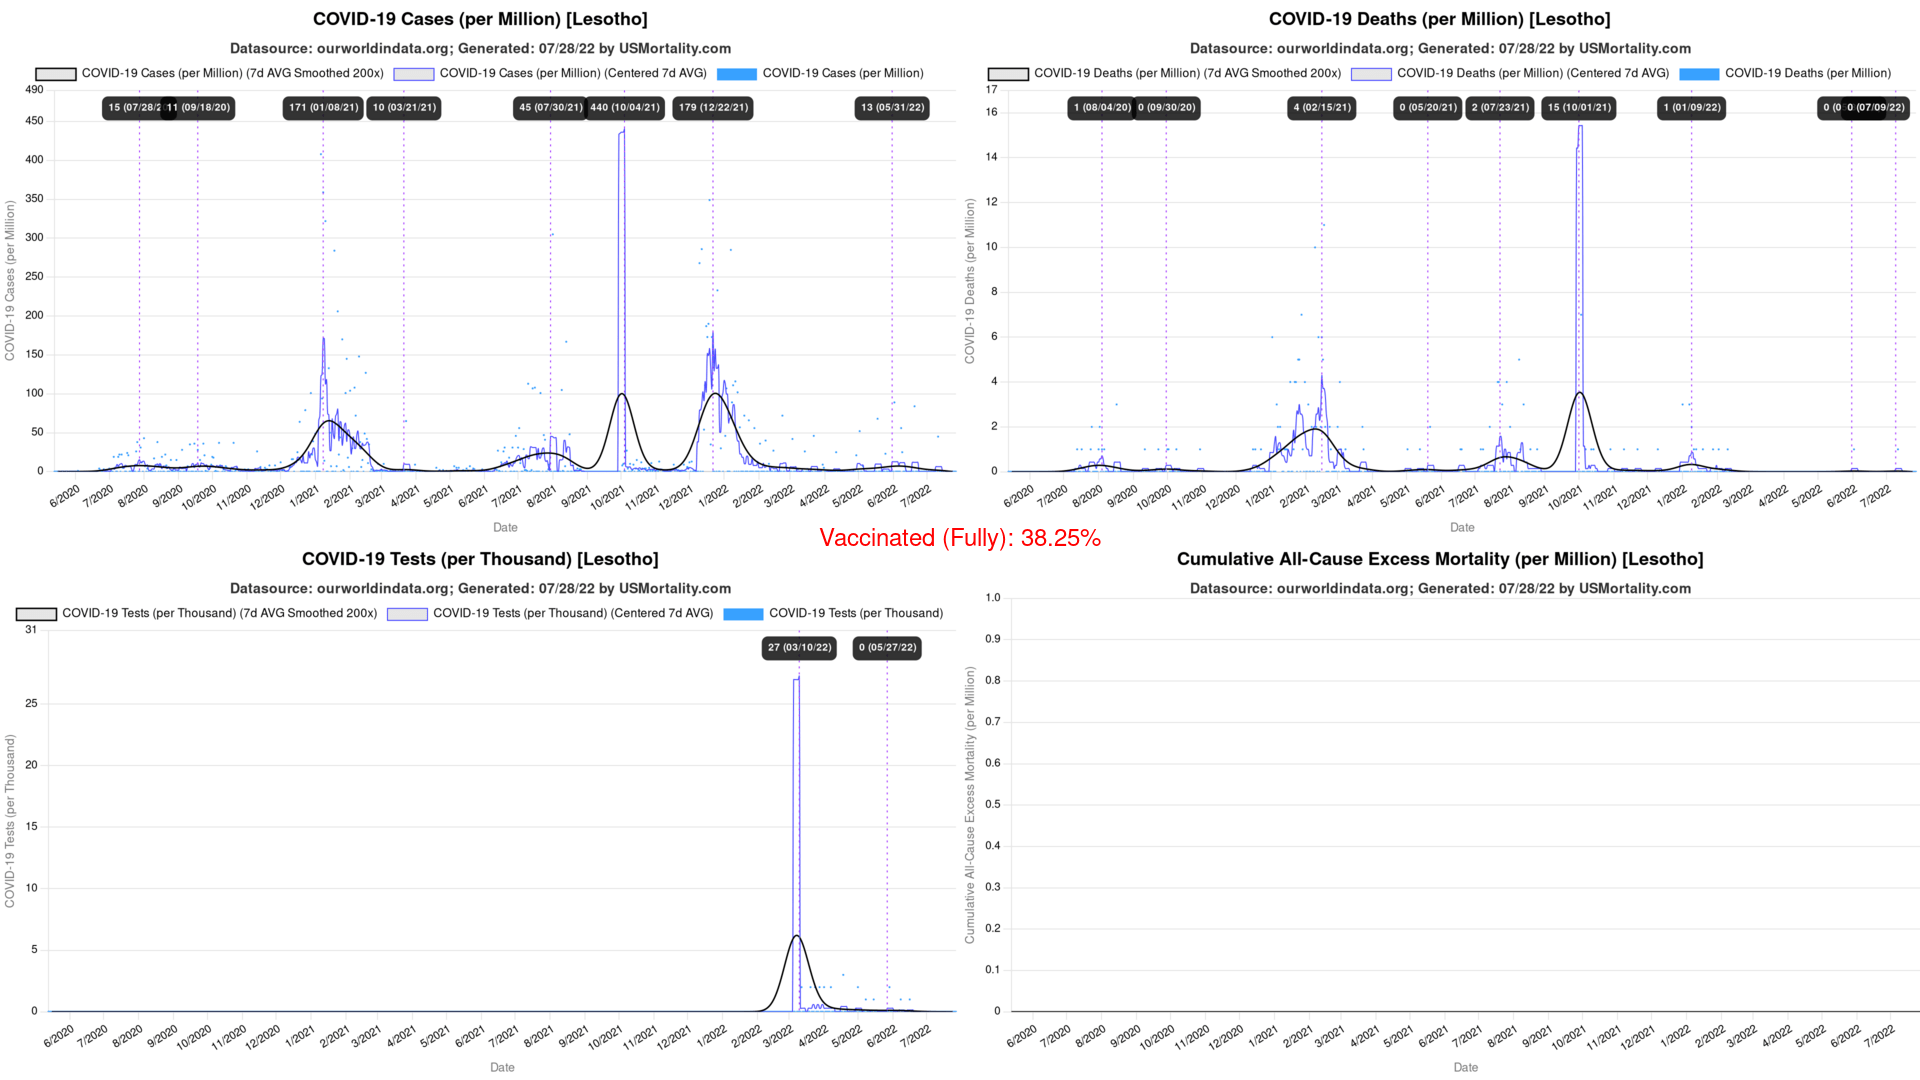 COVID-19 Cases (per Million) [Lesotho]
Datasource: ourworldindata.org; Generated: 07/28/22 by USMortality.com
COVID-19 Cases (per Million) (7d AVG Smoothed 200x) COVID-19 Cases (per Million) (Centered 7d AVG) COVID-19 Cases (per Million)
490
450
400
350
300
250
200
150
100
50
0
15 (07/28/2 11 (09/18/20) 171 (01/08/21) 10 (03/21/21) 45 (07/30/21) 440 (10/04/21) 179 (12/22/21) 13 (05/31/22)
COVID-19 Cases (per Million)
6/2020 7/2020 8/2020 9/2020 10/2020 11/2020 12/2020 1/2021 2/2021 3/2021 4/2021 5/2021 6/2021 7/2021 8/2021 9/2021 10/2021 11/2021 12/2021 1/2022 2/2022 3/2022 4/2022 5/2022 6/2022 7/2022
Date
COVID-19 Deaths (per Million) [Lesotho]
Datasource: ourworldindata.org; Generated: 07/28/22 by USMortality.com
COVID-19 Deaths (per Million) (7d AVG Smoothed 200x) COVID-19 Deaths (per Million) (Centered 7d AVG) COVID-19 Deaths (per Million)
17
16
14
12
10
8
6
4
2
0
1 (08/04/20) 0 (09/30/20) 4 (02/15/21) 0 (05/20/21) 2 (07/23/21) 15 (10/01/21) 1 (01/09/22) 0 (0 0 (07/09/22)
COVID-19 Deaths (per Million)
6/2020 7/2020 8/2020 9/2020 10/2020 11/2020 12/2020 1/2021 2/2021 3/2021 4/2021 5/2021 6/2021 7/2021 8/2021 9/2021 10/2021 11/2021 12/2021 1/2022 2/2022 3/2022 4/2022 5/2022 6/2022 7/2022
Date
Vaccinated (Fully): 38.25%
COVID-19 Tests (per Thousand) [Lesotho]
Datasource: ourworldindata.org; Generated: 07/28/22 by USMortality.com
COVID-19 Tests (per Thousand) (7d AVG Smoothed 200x) COVID-19 Tests (per Thousand) (Centered 7d AVG) COVID-19 Tests (per Thousand)
31
25
20
15
10
5
0
27 (03/10/22) 0 (05/27/22)
COVID-19 Tests (per Thousand)
6/2020 7/2020 8/2020 9/2020 10/2020 11/2020 12/2020 1/2021 2/2021 3/2021 4/2021 5/2021 6/2021 7/2021 8/2021 9/2021 10/2021 11/2021 12/2021 1/2022 2/2022 3/2022 4/2022 5/2022 6/2022 7/2022
Date
Cumulative All-Cause Excess Mortality (per Million) [Lesotho]
Datasource: ourworldindata.org; Generated: 07/28/22 by USMortality.com
1.0
0.9
0.8
0.7
0.6
0.5
0.4
0.3
0.2
0.1
0
Cumulative All-Cause Excess Mortality (per Million)
6/2020 7/2020 8/2020 9/2020 10/2020 11/2020 12/2020 1/2021 2/2021 3/2021 4/2021 5/2021 6/2021 7/2021 8/2021 9/2021 10/2021 11/2021 12/2021 1/2022 2/2022 3/2022 4/2022 5/2022 6/2022 7/2022
Date